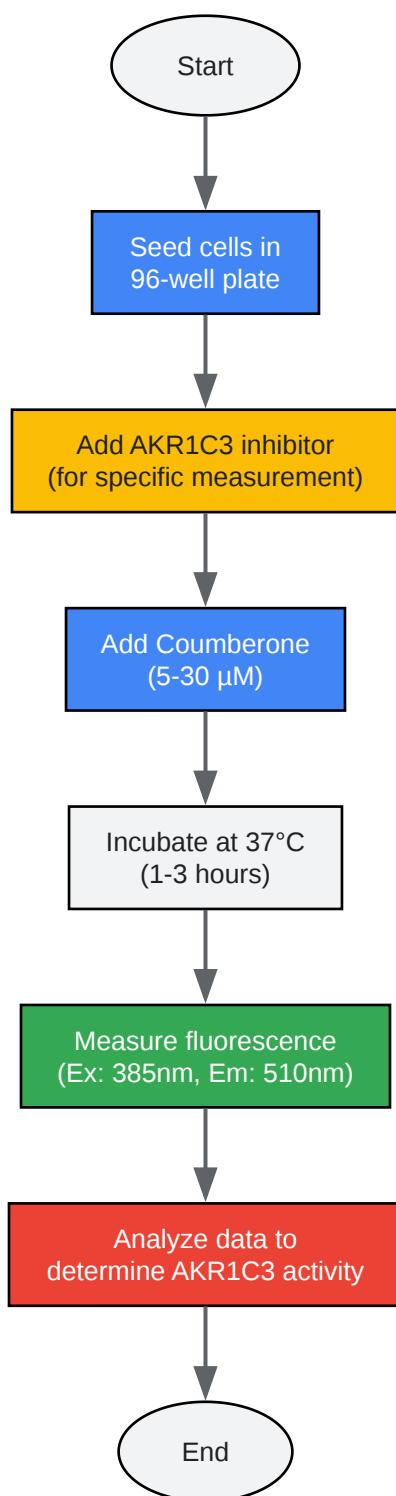 Start
Seed cells in
96-well plate
Add AKR1C3 inhibitor
(for specific measurement)
Add Coumberone
(5-30 µM)
Incubate at 37°C
(1-3 hours)
Measure fluorescence
(Ex: 385nm, Em: 510nm)
Analyze data to
determine AKR1C3 activity
End